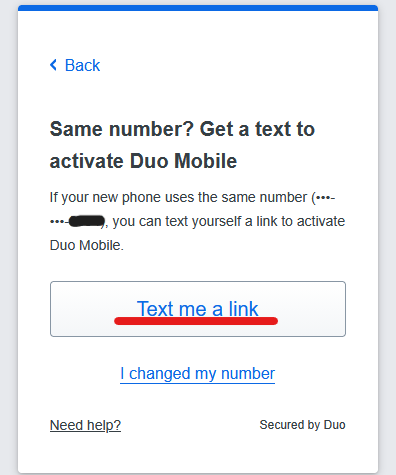 Back
Same number? Get a text to
activate Duo Mobile
If your new phone uses the same number (•••-
•••-), you can text yourself a link to activate
Duo Mobile.
Text me a link
I changed my number
Need help?
Secured by Duo